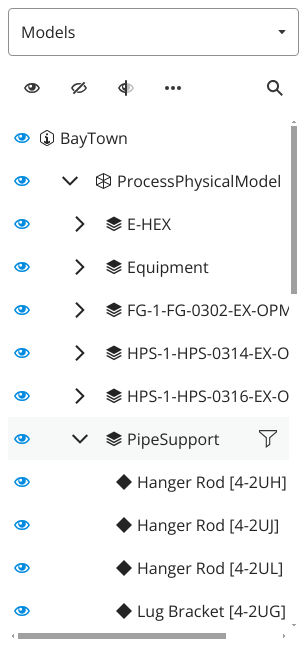 Models
BayTown
ProcessPhysicalModel
E-HEX
Equipment
FG-1-FG-0302-EX-OPM
HPS-1-HPS-0314-EX-O
HPS-1-HPS-0316-EX-O
PipeSupport
Hanger Rod [4-2UH]
Hanger Rod [4-2UJ]
Hanger Rod [4-2UL]
Lug Bracket [4-2UG]